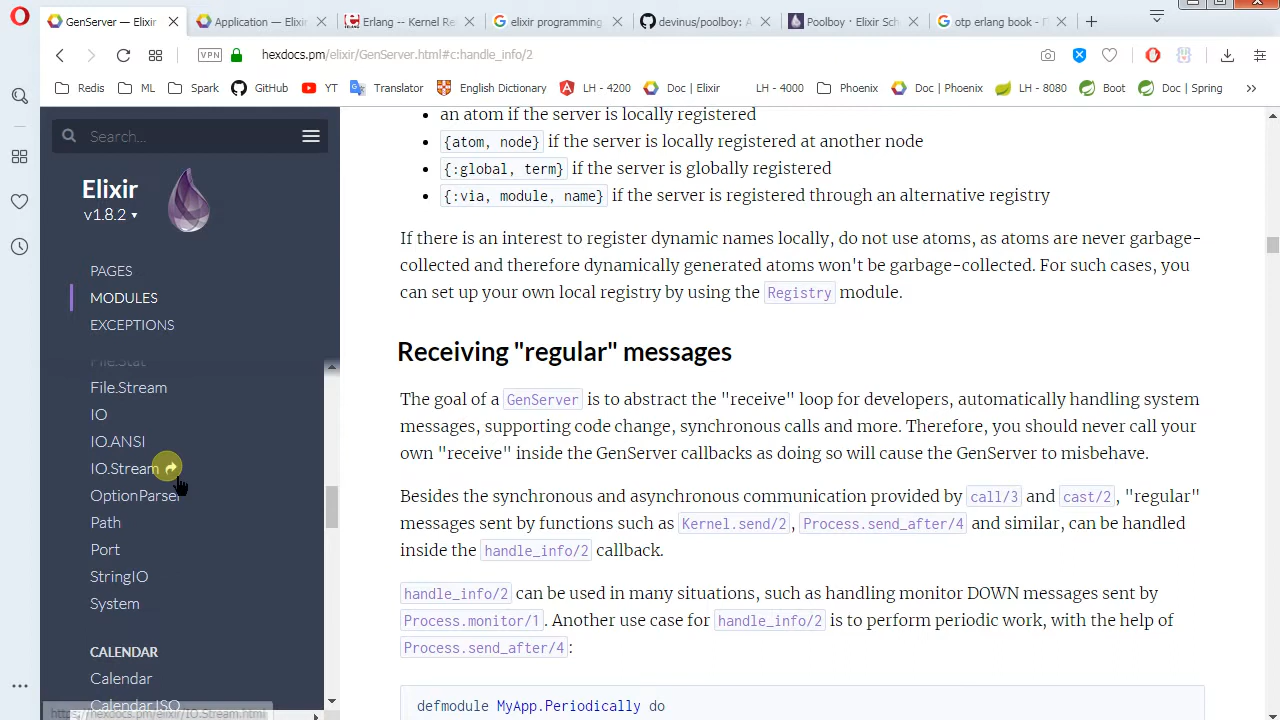 GenServer — Elixir
Application — Elixi
Erlang -- Kernel Re
elixir programming
devinus/poolboy:
Poolboy · Elixir Sch
otp erlang book - П
VPN
hexdocs.pm/elixir/GenServer.html#c:handle_info/2
Redis
ML
Spark
GitHub
YT
Translator
English Dictionary
LH - 4200
Doc | Elixir
LH - 4000
Phoenix
Doc | Phoenix
LH - 8080
Boot
Doc | Spring
Search...
Elixir
v1.8.2
PAGES
MODULES
EXCEPTIONS
File.Stat
File.Stream
IO
IO.ANSI
IO.Stream
OptionParser
Path
Port
StringIO
System
CALENDAR
Calendar
Calendar.ISO
https://hexdocs.pm/elixir/IO.Stream.html
an atom if the server is locally registered
{atom, node} if the server is locally registered at another node
{:global, term} if the server is globally registered
{:via, module, name} if the server is registered through an alternative registry
If there is an interest to register dynamic names locally, do not use atoms, as atoms are never garbage-
collected and therefore dynamically generated atoms won't be garbage-collected. For such cases, you
can set up your own local registry by using the Registry module.
Receiving "regular" messages
The goal of a GenServer is to abstract the "receive" loop for developers, automatically handling system
messages, supporting code change, synchronous calls and more. Therefore, you should never call your
own "receive" inside the GenServer callbacks as doing so will cause the GenServer to misbehave.
Besides the synchronous and asynchronous communication provided by call/3 and cast/2, "regular"
messages sent by functions such as Kernel.send/2, Process.send_after/4 and similar, can be handled
inside the handle_info/2 callback.
handle_info/2 can be used in many situations, such as handling monitor DOWN messages sent by
Process.monitor/1. Another use case for handle_info/2 is to perform periodic work, with the help of
Process.send_after/4:
defmodule MyApp.Periodically do